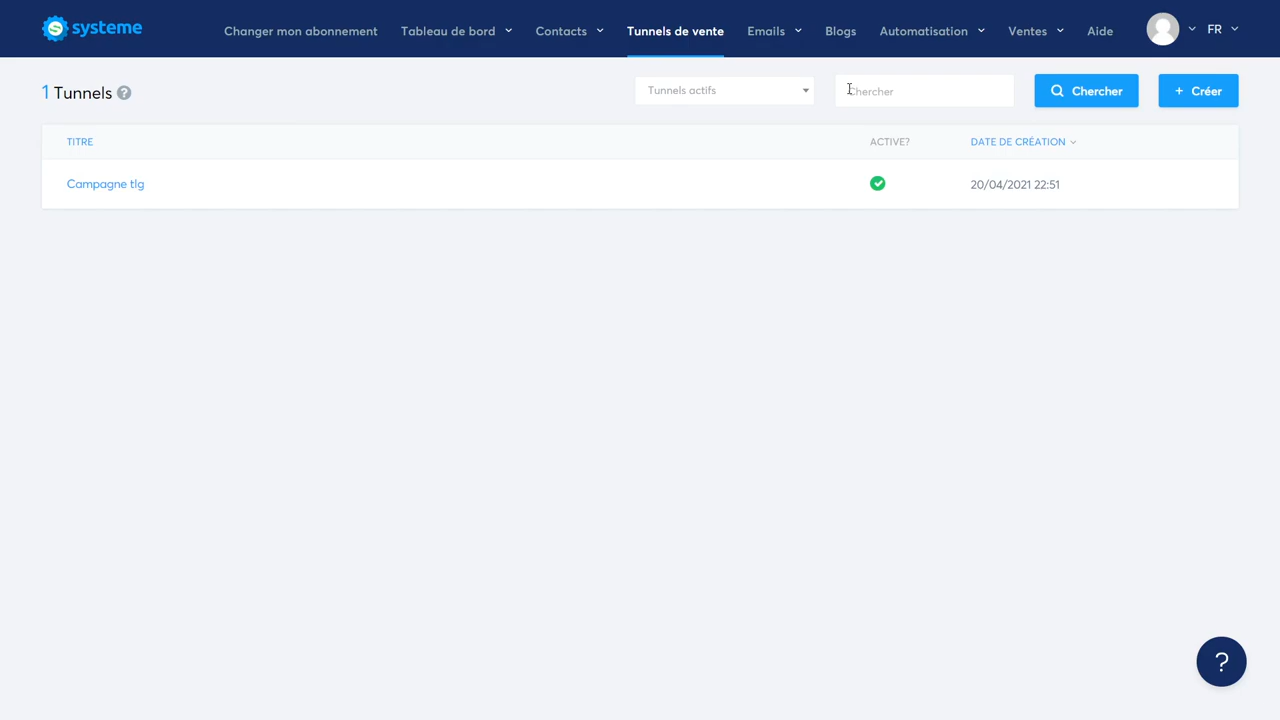 systeme
Changer mon abonnement Tableau de bord Contacts Tunnels de vente Emails Blogs Automatisation Ventes Aide FR
1 Tunnels ?
Tunnels actifs Chercher Chercher + Créer
TITRE ACTIVE? DATE DE CRÉATION
Campagne tlg 20/04/2021 22:51
?